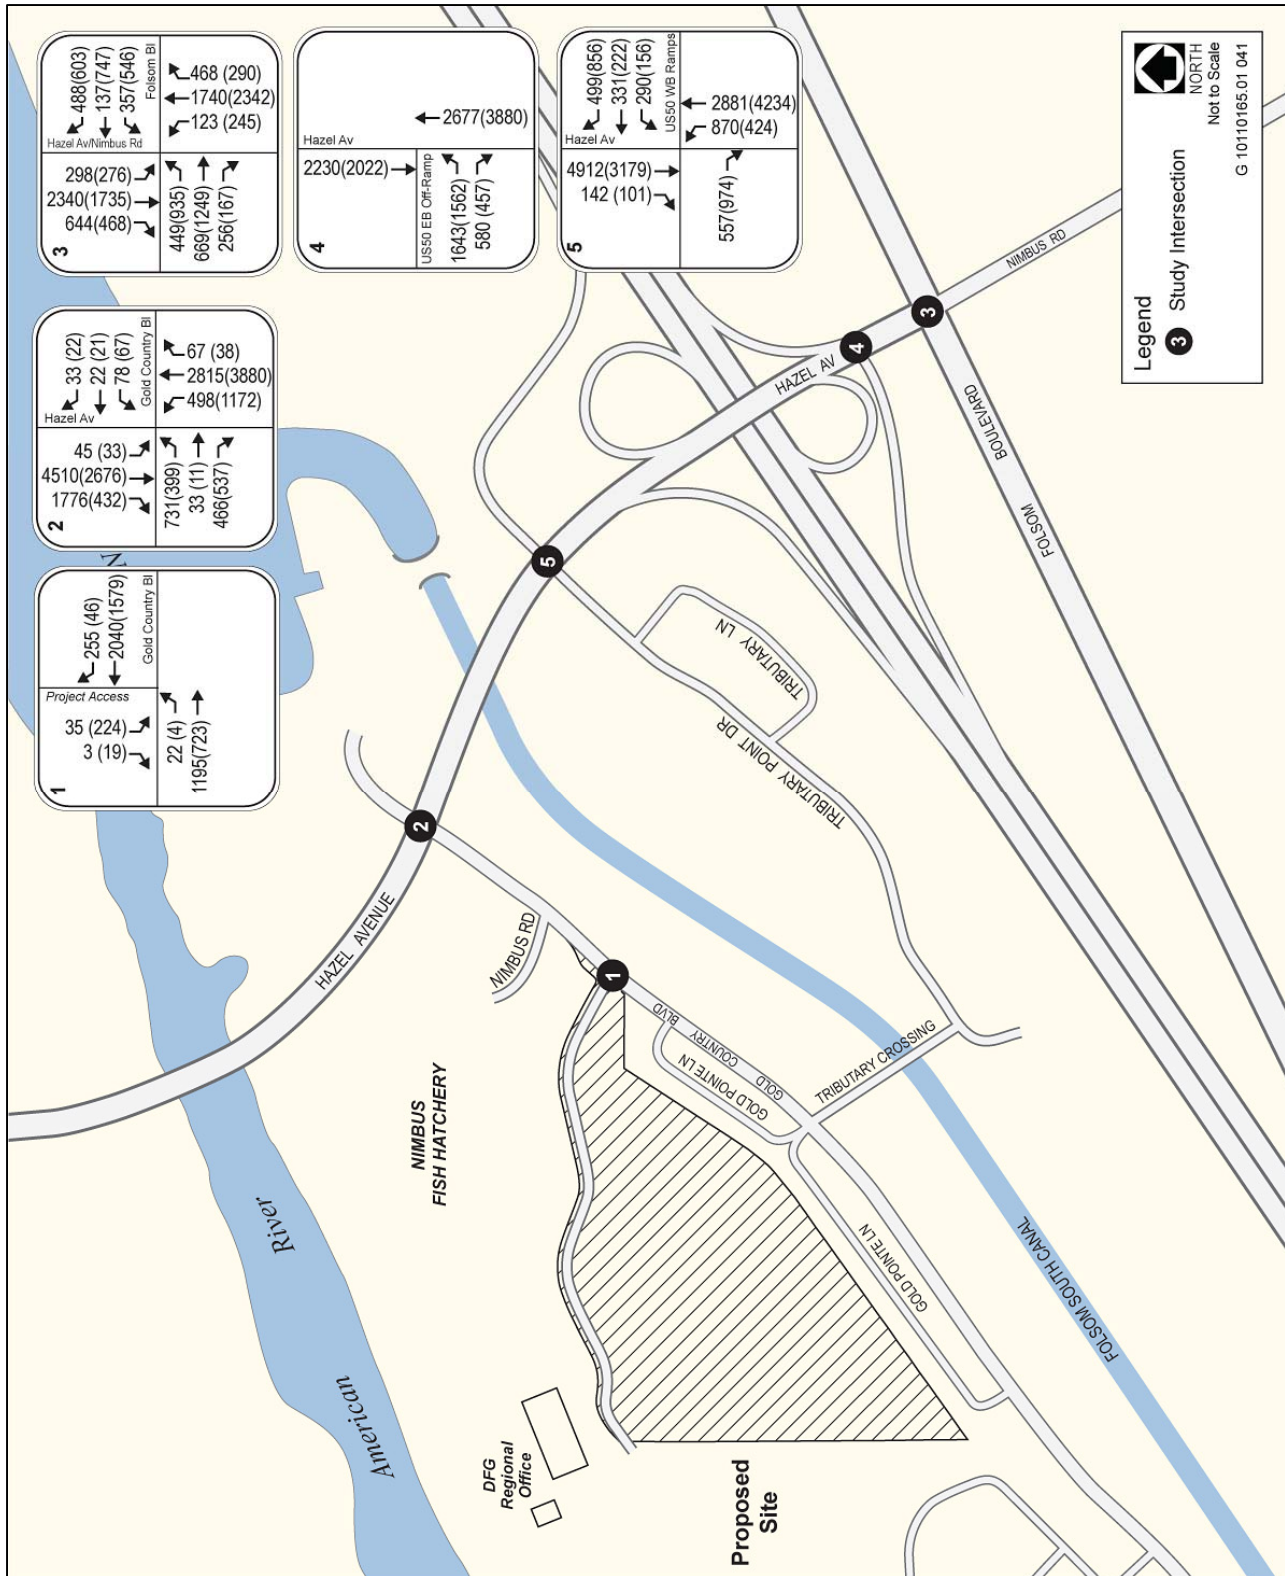 1
Project Access
35 (224)
3 (19)
255 (46)
2040(1579)
Gold Country Bl
22 (4)
1195(723)
2
Hazel Av
45 (33)
4510(2676)
1776(432)
33 (22)
22 (21)
78 (67)
Gold Country Bl
731(399)
33 (11)
466(537)
67 (38)
2815(3880)
498(1172)
3
Hazel Av/Nimbus Rd
298(276)
2340(1735)
644(468)
488(603)
137(747)
357(546)
Folsom Bl
449(935)
669(1249)
256(167)
468 (290)
1740(2342)
123 (245)
4
Hazel Av
2230(2022)
US50 EB Off-Ramp
1643(1562)
580 (457)
2677(3880)
5
Hazel Av
4912(3179)
142 (101)
499(856)
331(222)
290(156)
US50 WB Ramps
557(974)
2881(4234)
870(424)
American
River
HAZEL AVENUE
NIMBUS
FISH HATCHERY
NIMBUS RD
DFG
Regional
Office
Proposed
Site
1
2
3
4
5
GOLD COUNTRY BLVD
GOLD POINTE LN
GOLD POINTE LN
TRIBUTARY CROSSING
TRIBUTARY POINT DR
TRIBUTARY LN
FOLSOM SOUTH CANAL
HAZEL AV
FOLSOM BOULEVARD
NIMBUS RD
Legend
3 Study Intersection
NORTH
Not to Scale
G 10110165.01 041